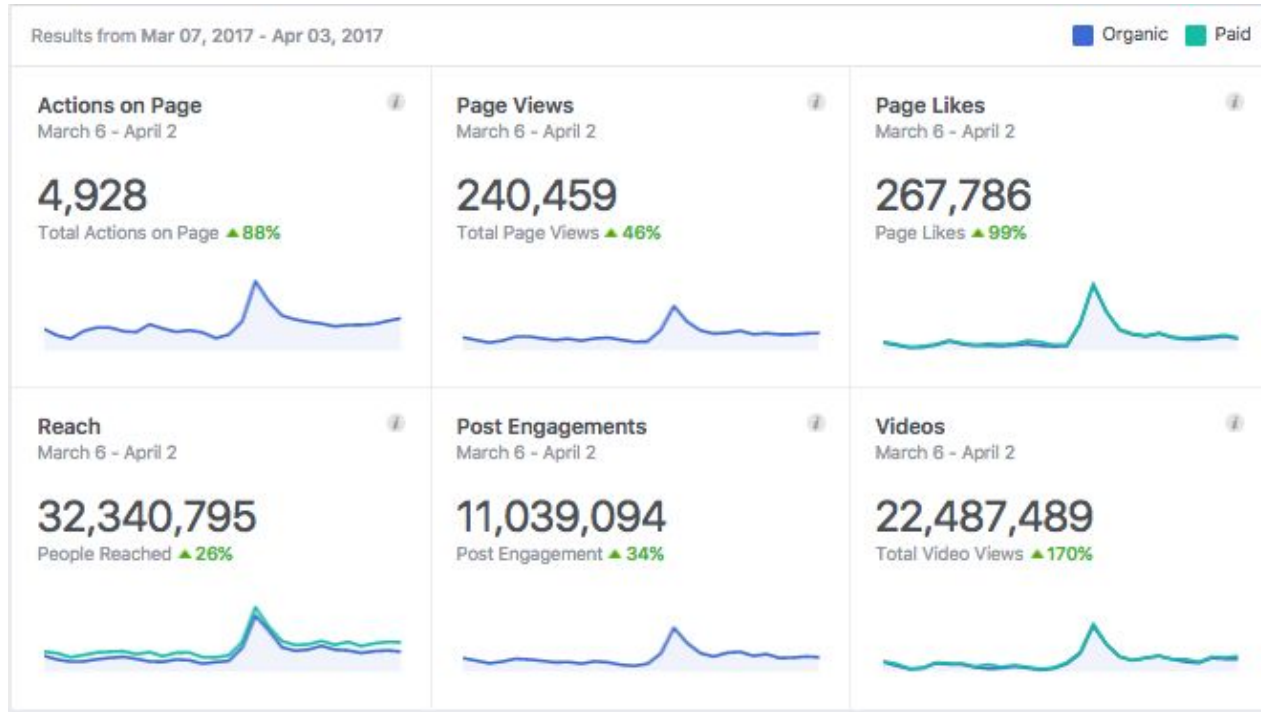 Results from Mar 07, 2017 - Apr 03, 2017
Organic Paid
Actions on Page
March 6 - April 2
4,928
Total Actions on Page ▲88%
Page Views
March 6 - April 2
240,459
Total Page Views ▲46%
Page Likes
March 6 - April 2
267,786
Page Likes ▲99%
Reach
March 6 - April 2
32,340,795
People Reached ▲26%
Post Engagements
March 6 - April 2
11,039,094
Post Engagement ▲34%
Videos
March 6 - April 2
22,487,489
Total Video Views ▲170%